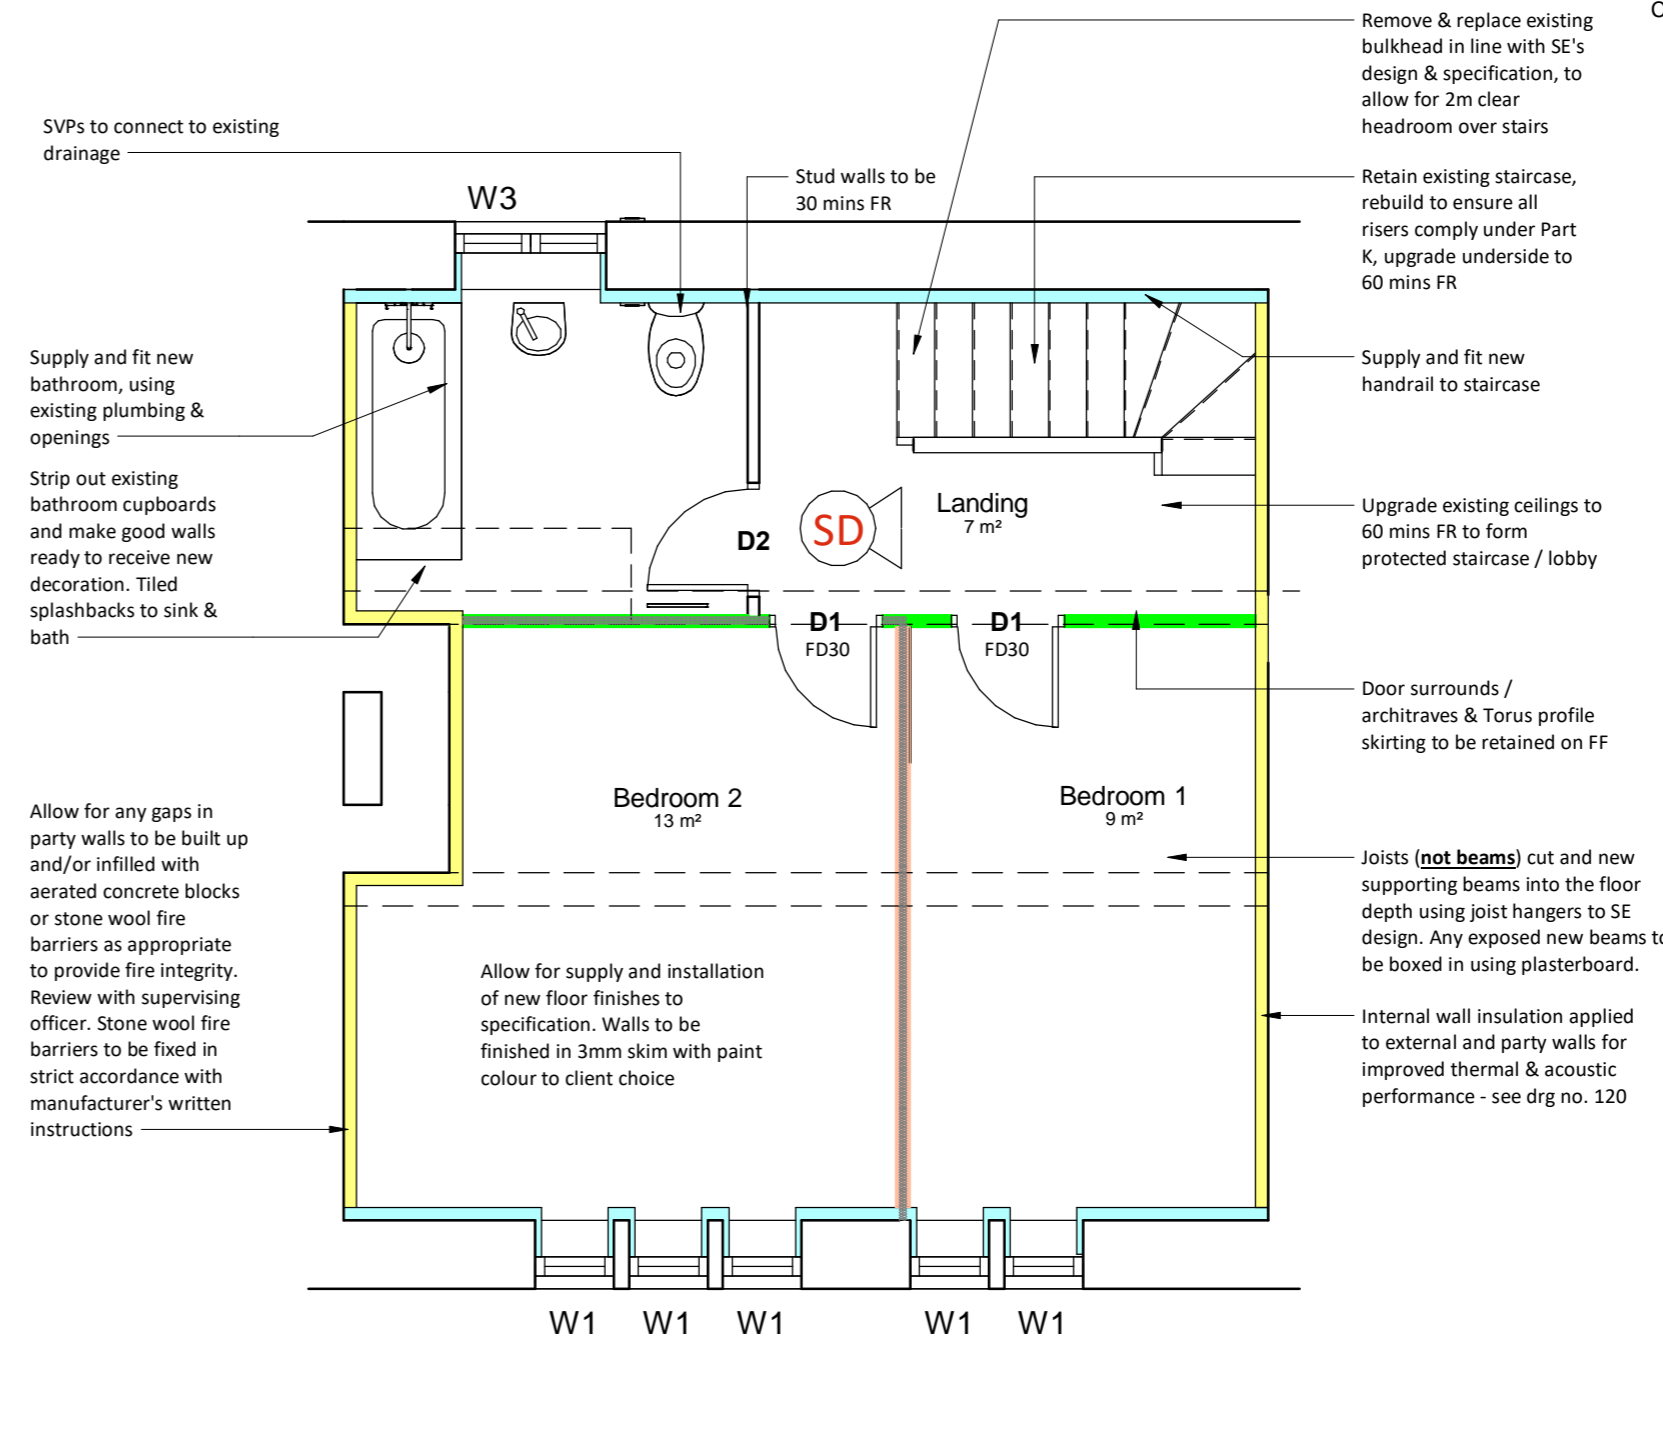 Remove & replace existing
bulkhead in line with SE's
design & specification, to
allow for 2m clear
headroom over stairs
SVPs to connect to existing
drainage
W3
Stud walls to be
30 mins FR
Retain existing staircase,
rebuild to ensure all
risers comply under Part
K, upgrade underside to
60 mins FR
Supply and fit new
bathroom, using
existing plumbing &
openings
Supply and fit new
handrail to staircase
Strip out existing
bathroom cupboards
and make good walls
ready to receive new
decoration. Tiled
splashbacks to sink &
bath
D2
SD
Landing
7 m²
Upgrade existing ceilings to
60 mins FR to form
protected staircase / lobby
D1
FD30
D1
FD30
Door surrounds /
architraves & Torus profile
skirting to be retained on FF
Bedroom 2
13 m²
Bedroom 1
9 m²
Allow for any gaps in
party walls to be built up
and/or infilled with
aerated concrete blocks
or stone wool fire
barriers as appropriate
to provide fire integrity.
Review with supervising
officer. Stone wool fire
barriers to be fixed in
strict accordance with
manufacturer's written
instructions
Joists (not beams) cut and new
supporting beams into the floor
depth using joist hangers to SE
design. Any exposed new beams to
be boxed in using plasterboard.
Allow for supply and installation
of new floor finishes to
specification. Walls to be
finished in 3mm skim with paint
colour to client choice
Internal wall insulation applied
to external and party walls for
improved thermal & acoustic
performance - see drg no. 120
W1
W1
W1
W1
W1